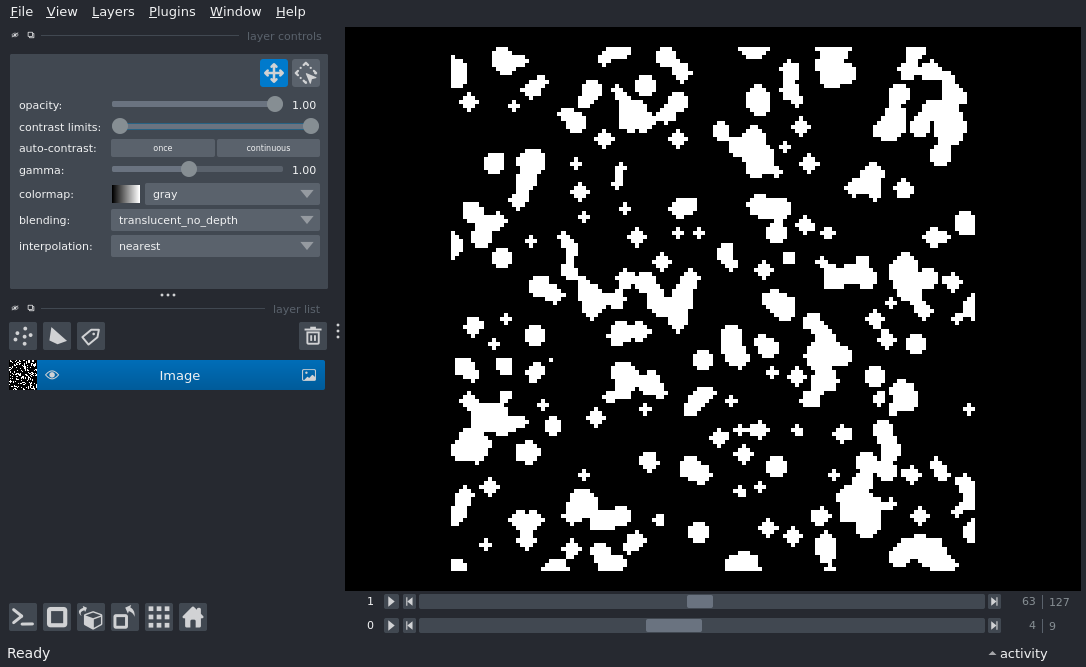 File View Layers Plugins Window Help
layer controls
opacity: 1.00
contrast limits:
auto-contrast: once continuous
gamma: 1.00
colormap: gray
blending: translucent_no_depth
interpolation: nearest
layer list
Image
1 63 127
0 4 9
Ready activity